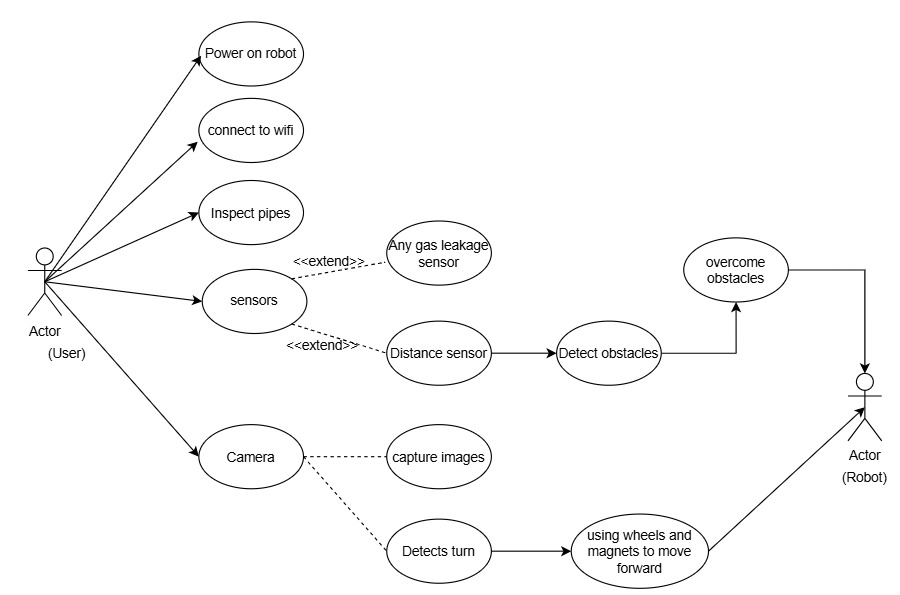 Power on robot
connect to wifi
Inspect pipes
Any gas leakage
sensor
<<extend>>
overcome
obstacles
sensors
Actor
(User)
<<extend>>
Distance sensor
Detect obstacles
Camera
capture images
Actor
(Robot)
Detects turn
using wheels and
magnets to move
forward